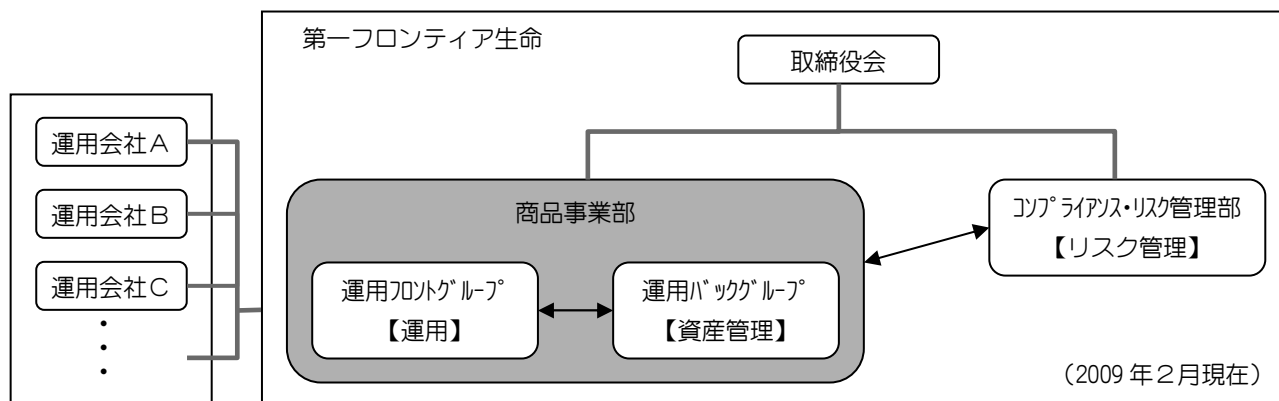 第一フロンティア生命
取締役会
運用会社A
運用会社B
運用会社C
・
・
・
商品事業部
運用ﾌﾛﾝﾄｸﾞﾙｰﾌﾟ
【運用】
運用ﾊﾞｯｸｸﾞﾙｰﾌﾟ
【資産管理】
ｺﾝﾌﾟﾗｲｱﾝｽ・ﾘｽｸ管理部
【リスク管理】
（2009年２月現在）